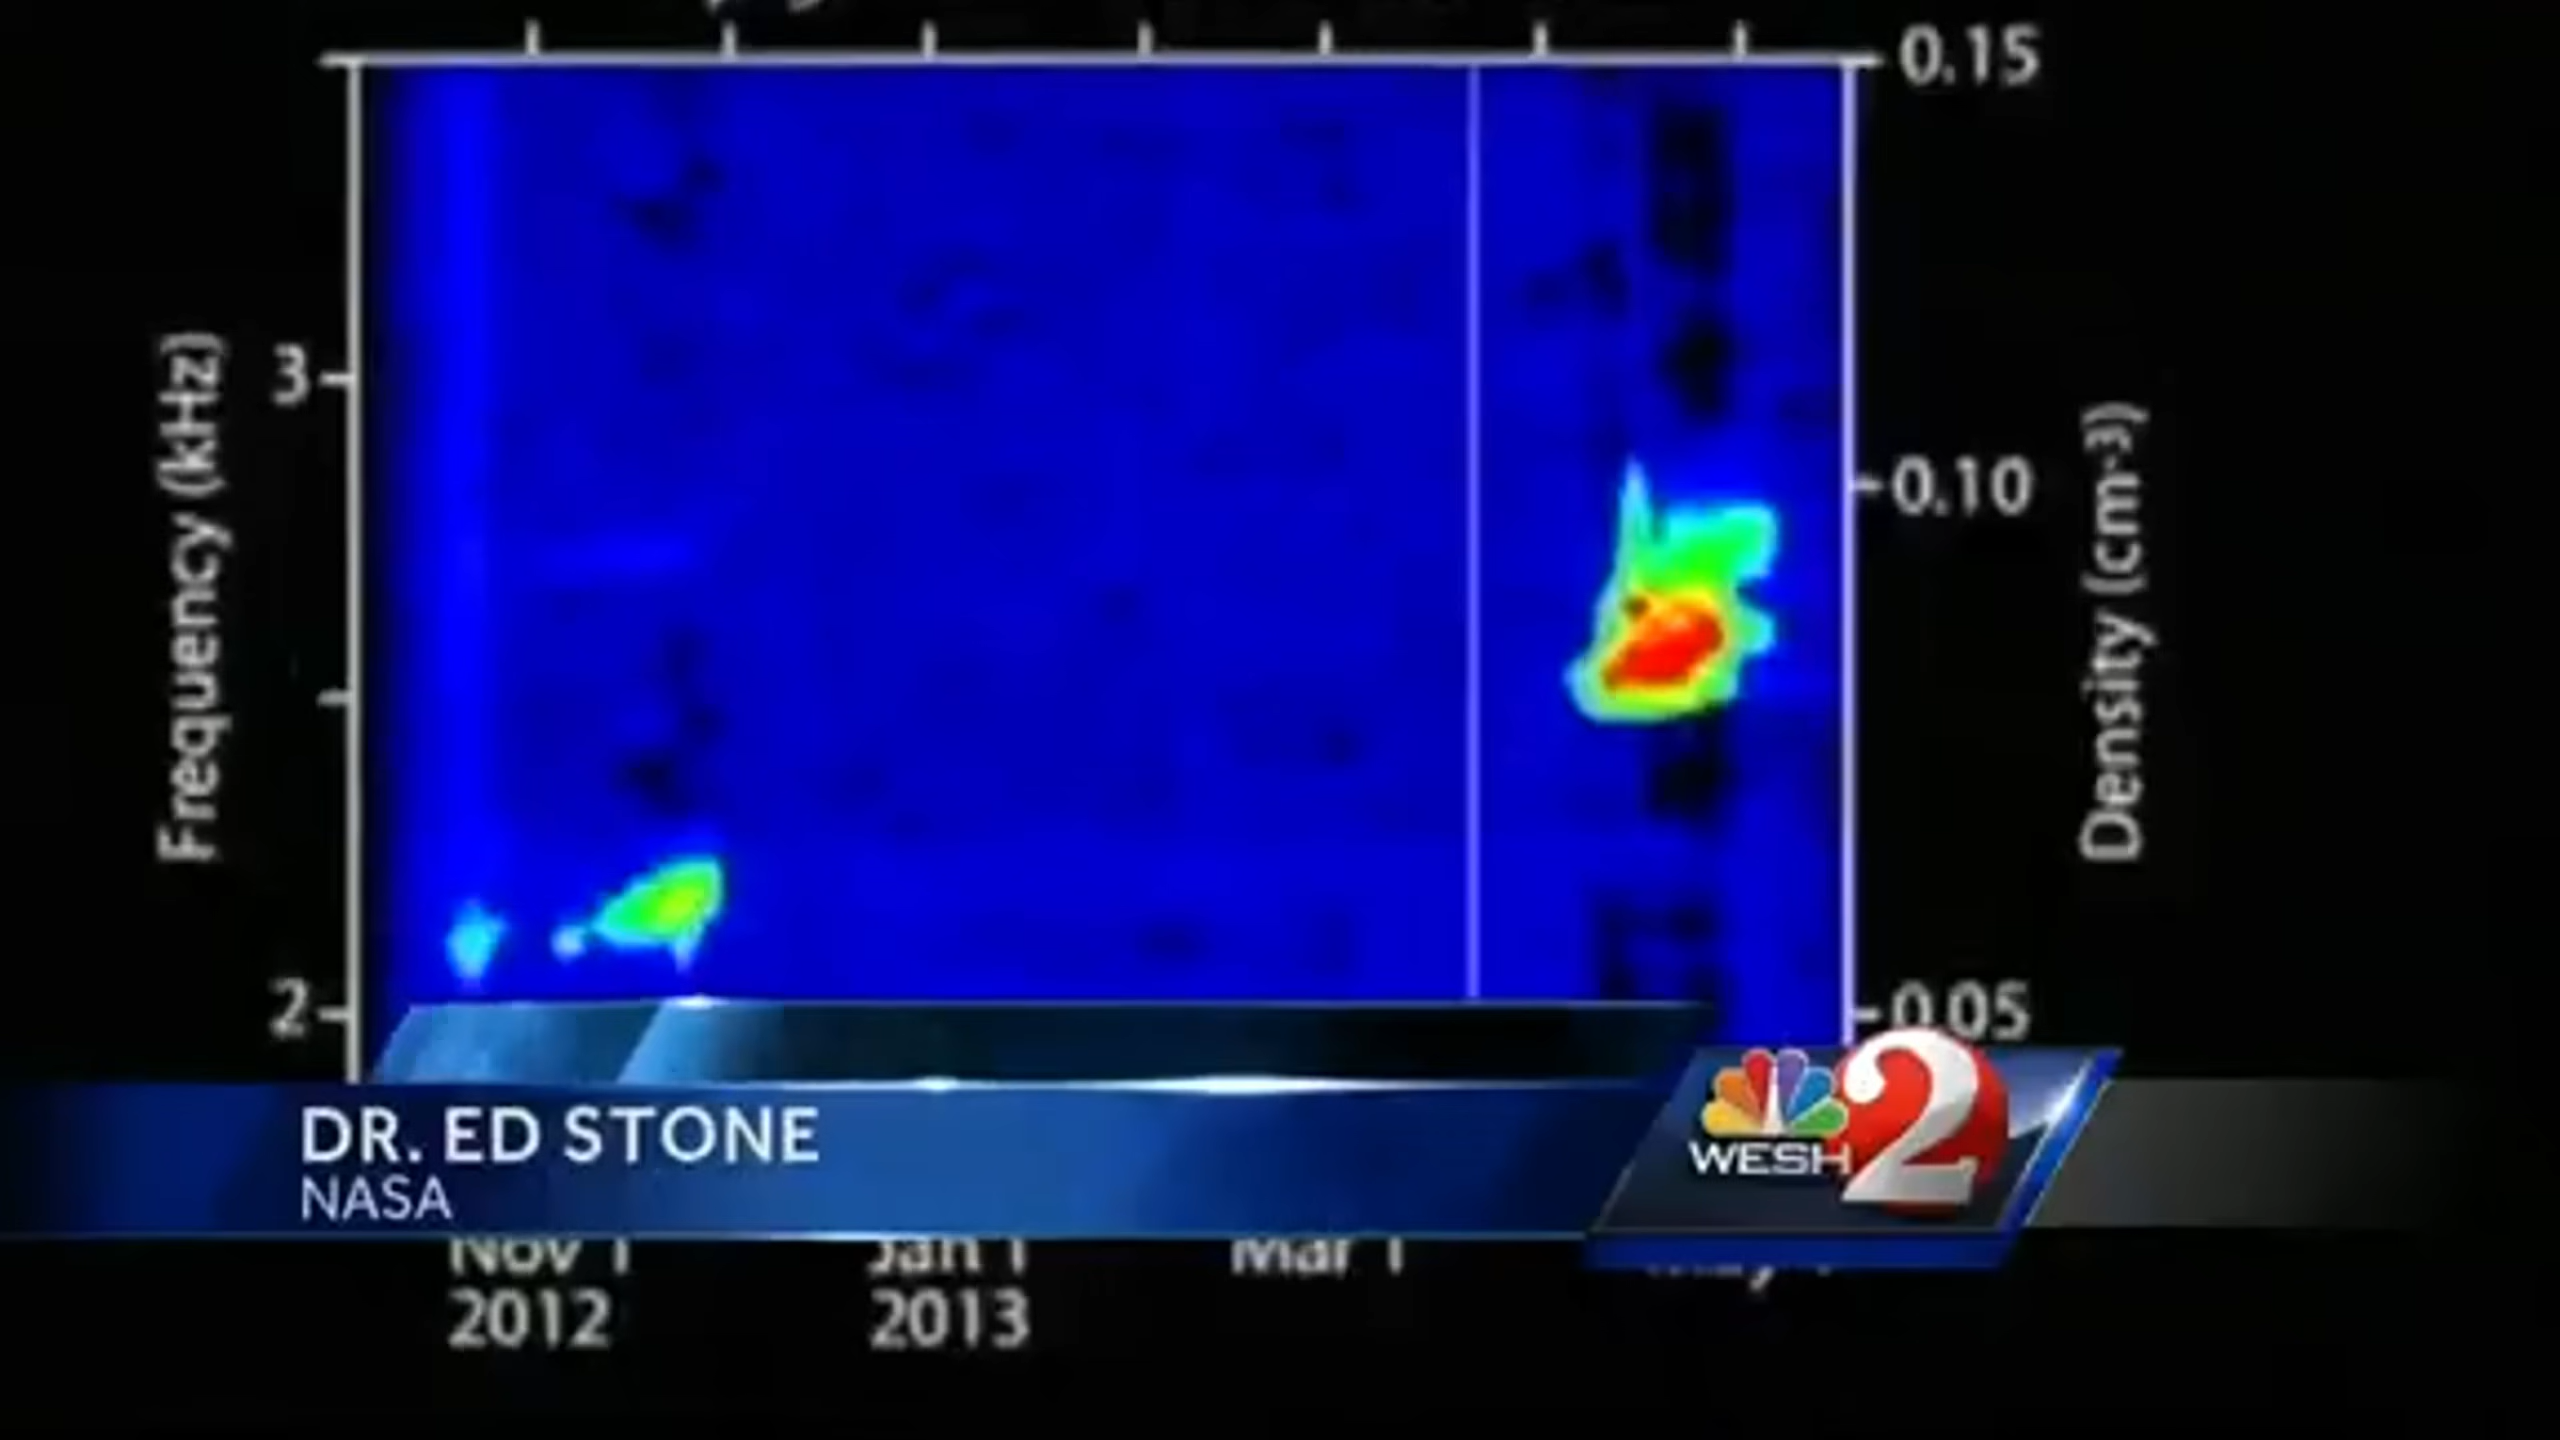 0.15
3
Frequency (kHz)
0.10
Density (cm-3)
2
0.05
DR. ED STONE
NASA
WESH 2
Nov 1
Jan 1
Mar 1
2012
2013